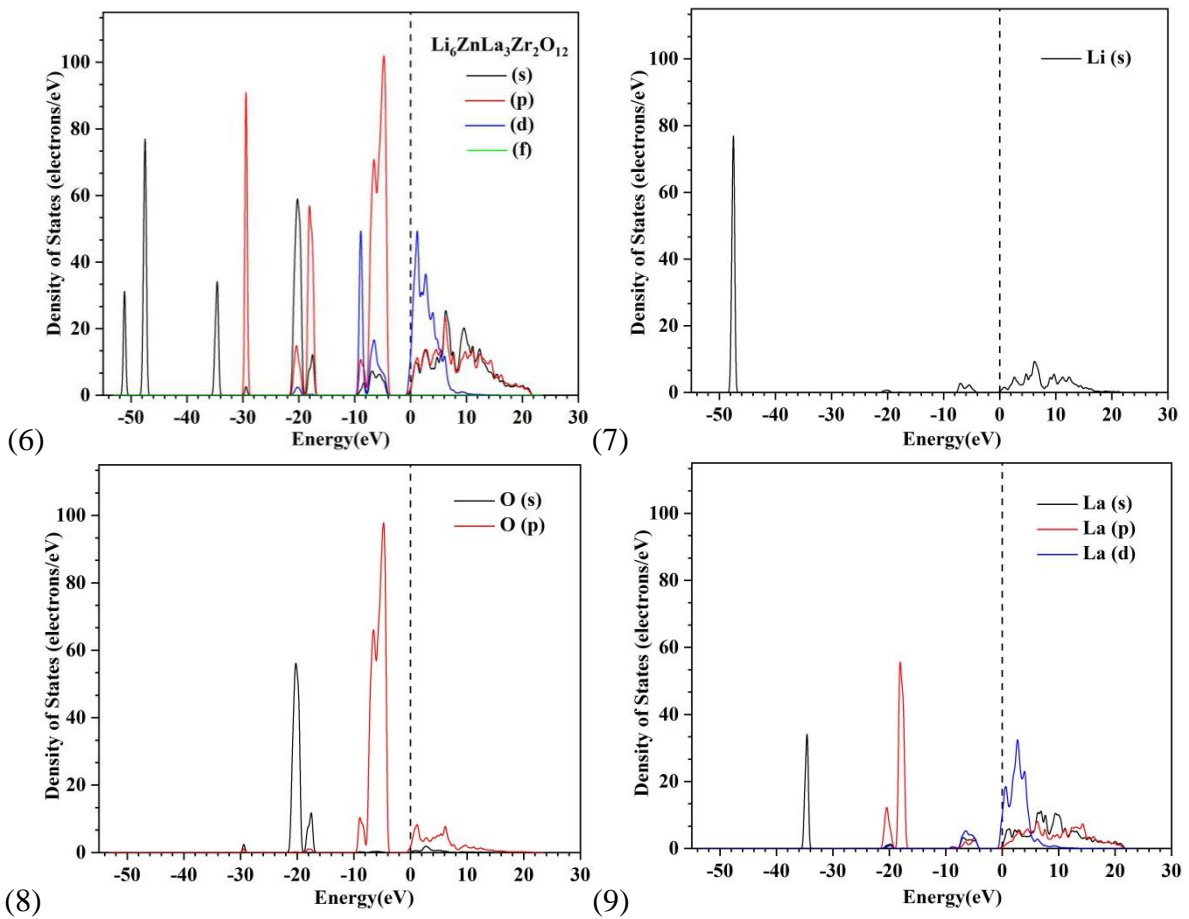 Li6ZnLa3Zr2O12
(s)
(p)
(d)
(f)
Density of States (electrons/eV)
100
80
60
40
20
0
-50 -40 -30 -20 -10 0 10 20 30
Energy(eV)
(6)
Li (s)
Density of States (electrons/eV)
100
80
60
40
20
0
-50 -40 -30 -20 -10 0 10 20 30
Energy(eV)
(7)
O (s)
O (p)
Density of States (electrons/eV)
100
80
60
40
20
0
-50 -40 -30 -20 -10 0 10 20 30
Energy(eV)
(8)
La (s)
La (p)
La (d)
Density of States (electrons/eV)
100
80
60
40
20
0
-50 -40 -30 -20 -10 0 10 20 30
Energy(eV)
(9)